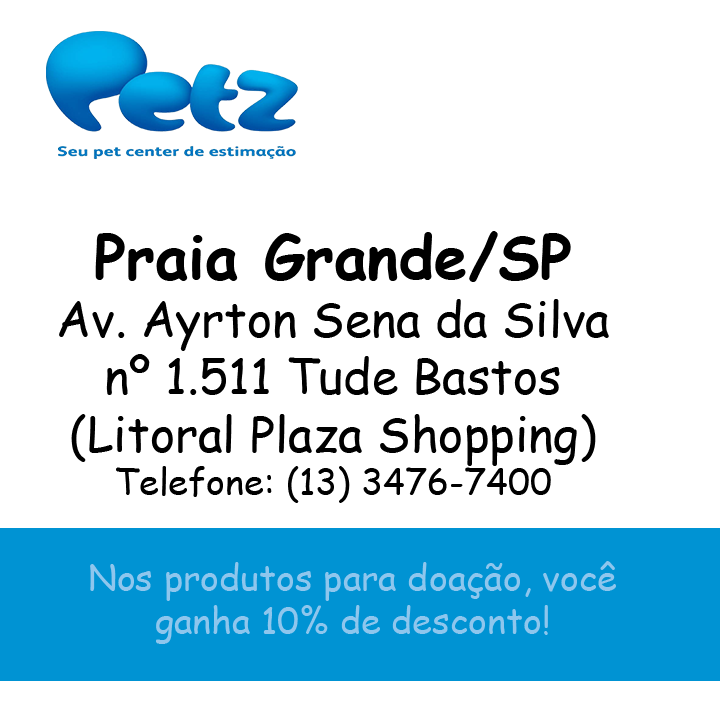 Petz
Seu pet center de estimação
Praia Grande/SP
Av. Ayrton Sena da Silva
nº 1.511 Tude Bastos
(Litoral Plaza Shopping)
Telefone: (13) 3476-7400
Nos produtos para doação, você
ganha 10% de desconto!